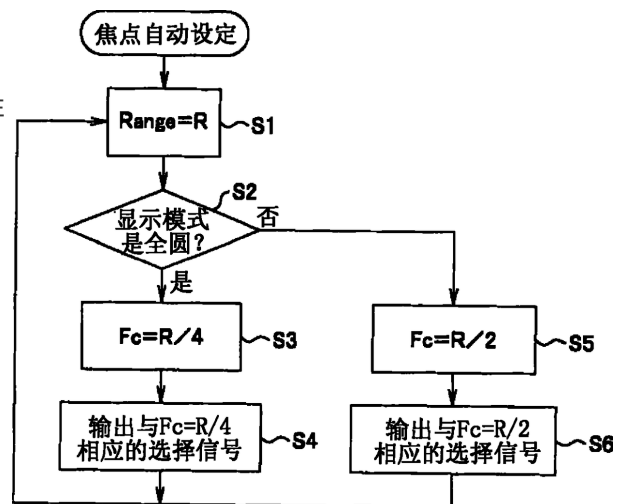 焦点自动设定
Range=R
S1
S2
显示模式
是全圆?
否
是
Fc=R/4
S3
Fc=R/2
S5
输出与Fc=R/4
相应的选择信号
S4
输出与Fc=R/2
相应的选择信号
S6